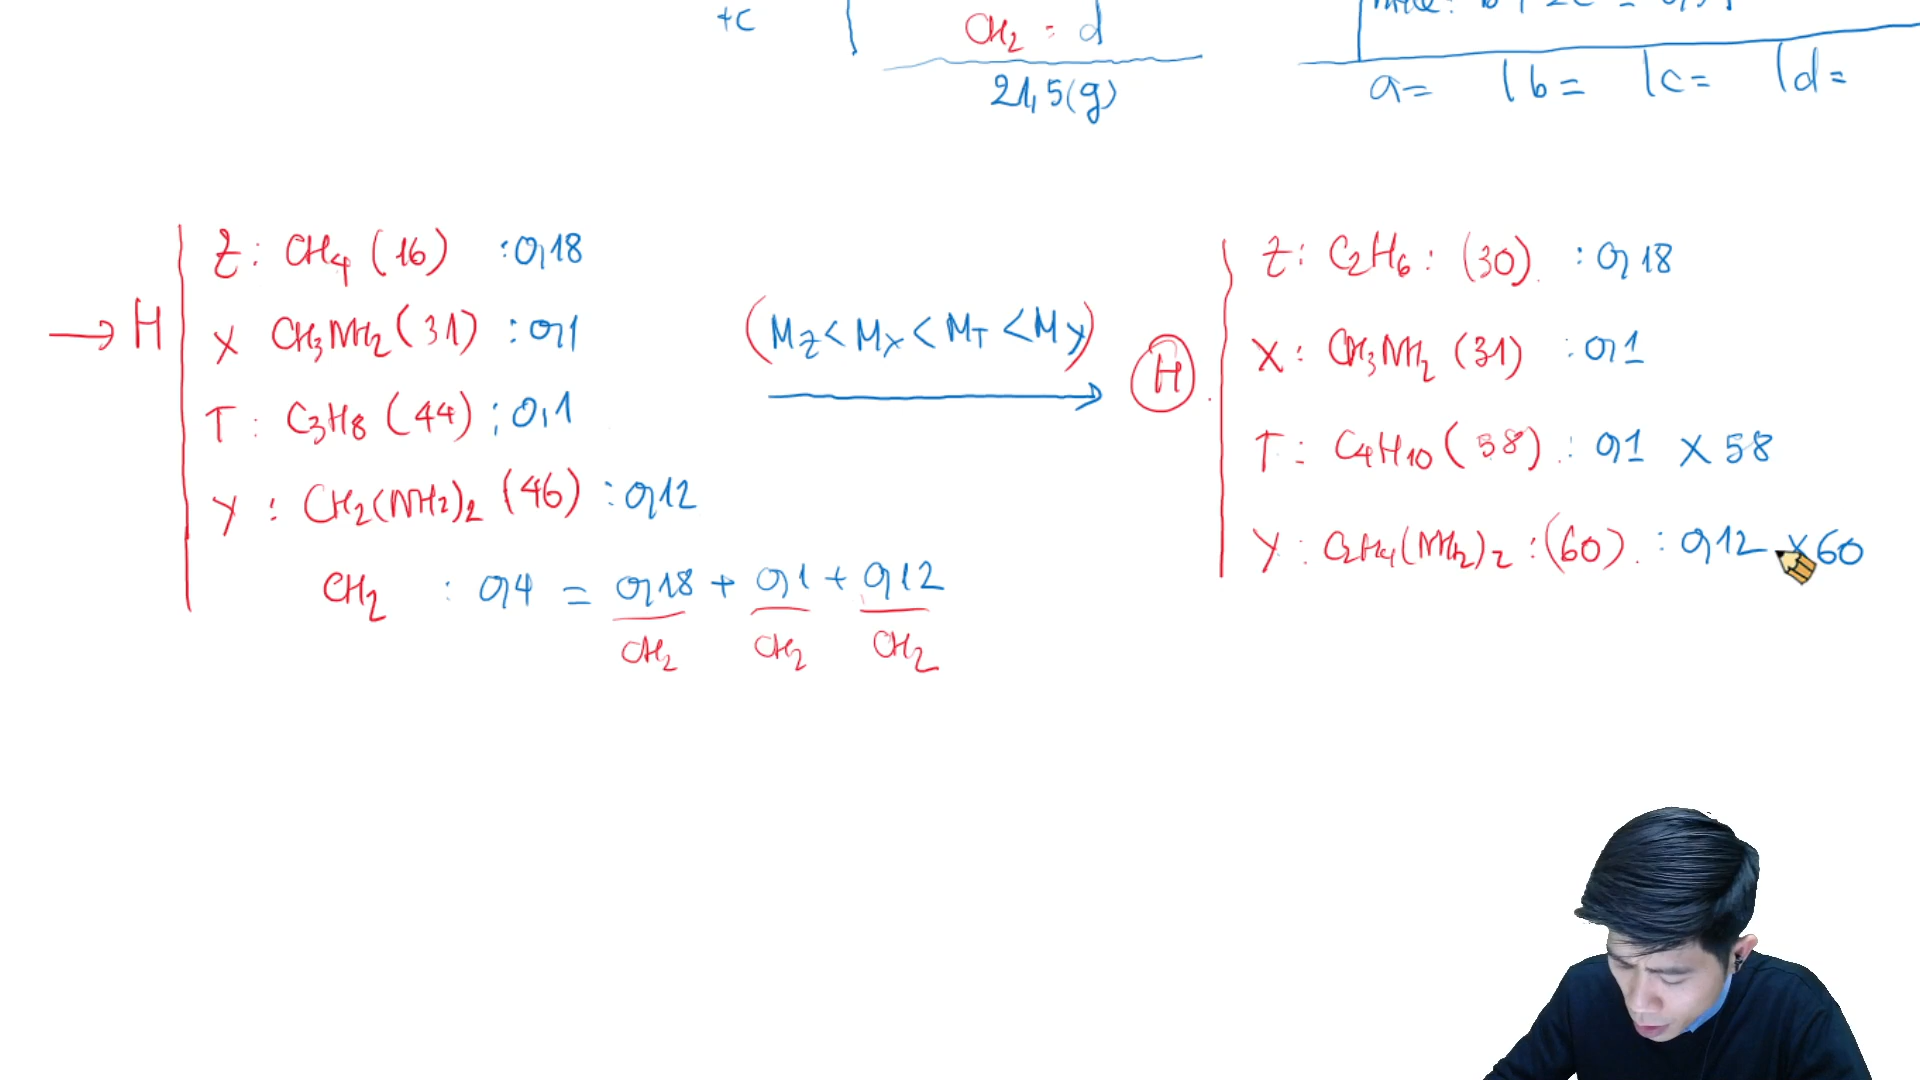 +c
CH2 : d
21,5(g)
a= | b= | c= | d=
→ H
Z : CH4 (16) : 0,18
X CH3NH2 (31) : 0,1
T : C3H8 (44) : 0,1
Y : CH2(NH2)2 (46) : 0,12
CH2 : 0,4 = 0,18 + 0,1 + 0,12
CH2 CH2 CH2
(MZ < MX < MT < MY)
H
Z : C2H6 : (30) : 0,18
X : CH3NH2 (31) : 0,1
T : C4H10 (58) : 0,1 x 58
Y : C2H4(NH2)2 : (60) : 0,12 x 60